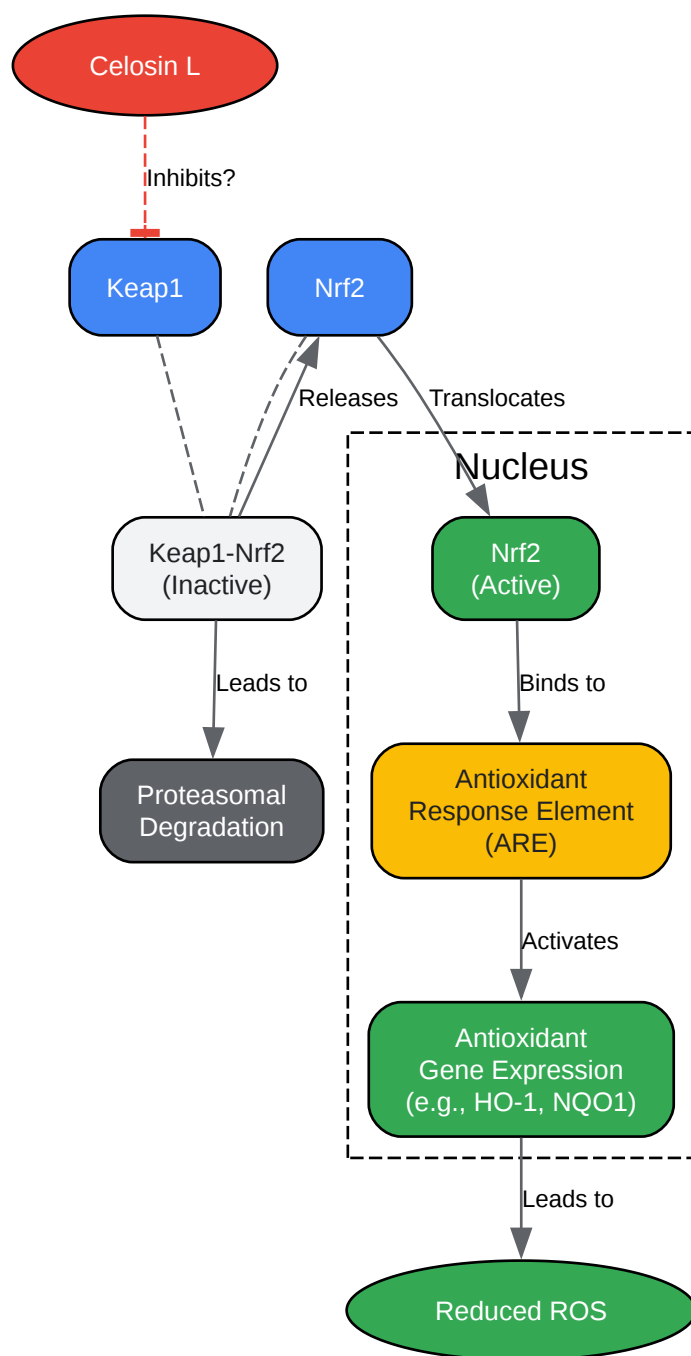 Celosin L
Inhibits?
Keap1
Nrf2
Releases
Translocates
Nucleus
Keap1-Nrf2
(Inactive)
Nrf2
(Active)
Leads to
Binds to
Proteasomal
Degradation
Antioxidant
Response Element
(ARE)
Activates
Antioxidant
Gene Expression
(e.g., HO-1, NQO1)
Leads to
Reduced ROS